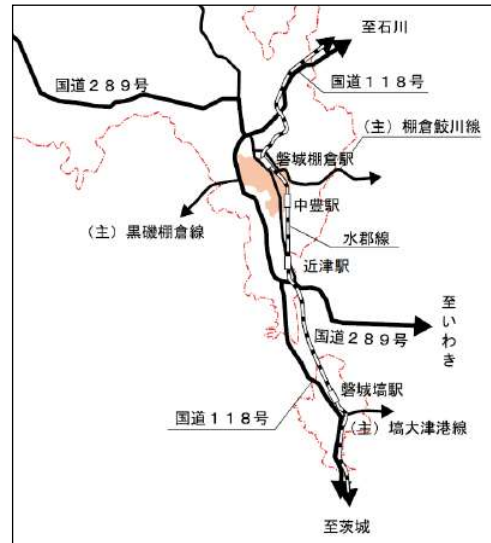 至石川
国道２８９号
国道１１８号
(主) 棚倉鮫川線
磐城棚倉駅
中豊駅
(主) 黒磯棚倉線
水郡線
近津駅
至いわき
国道２８９号
磐城塙駅
国道１１８号
(主) 塙大津港線
至茨城